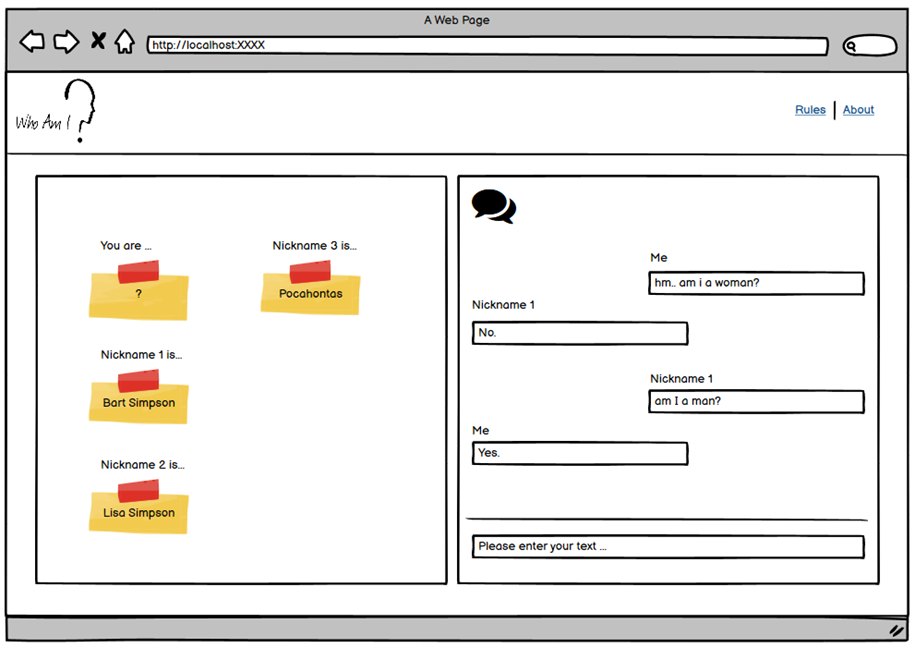 A Web Page
http://localhost:XXXX
Who Am I
Rules | About
You are ...
?
Nickname 3 is...
Pocahontas
Nickname 1 is...
Bart Simpson
Nickname 2 is...
Lisa Simpson
Me
hm.. am i a woman?
Nickname 1
No.
Nickname 1
am I a man?
Me
Yes.
Please enter your text ...